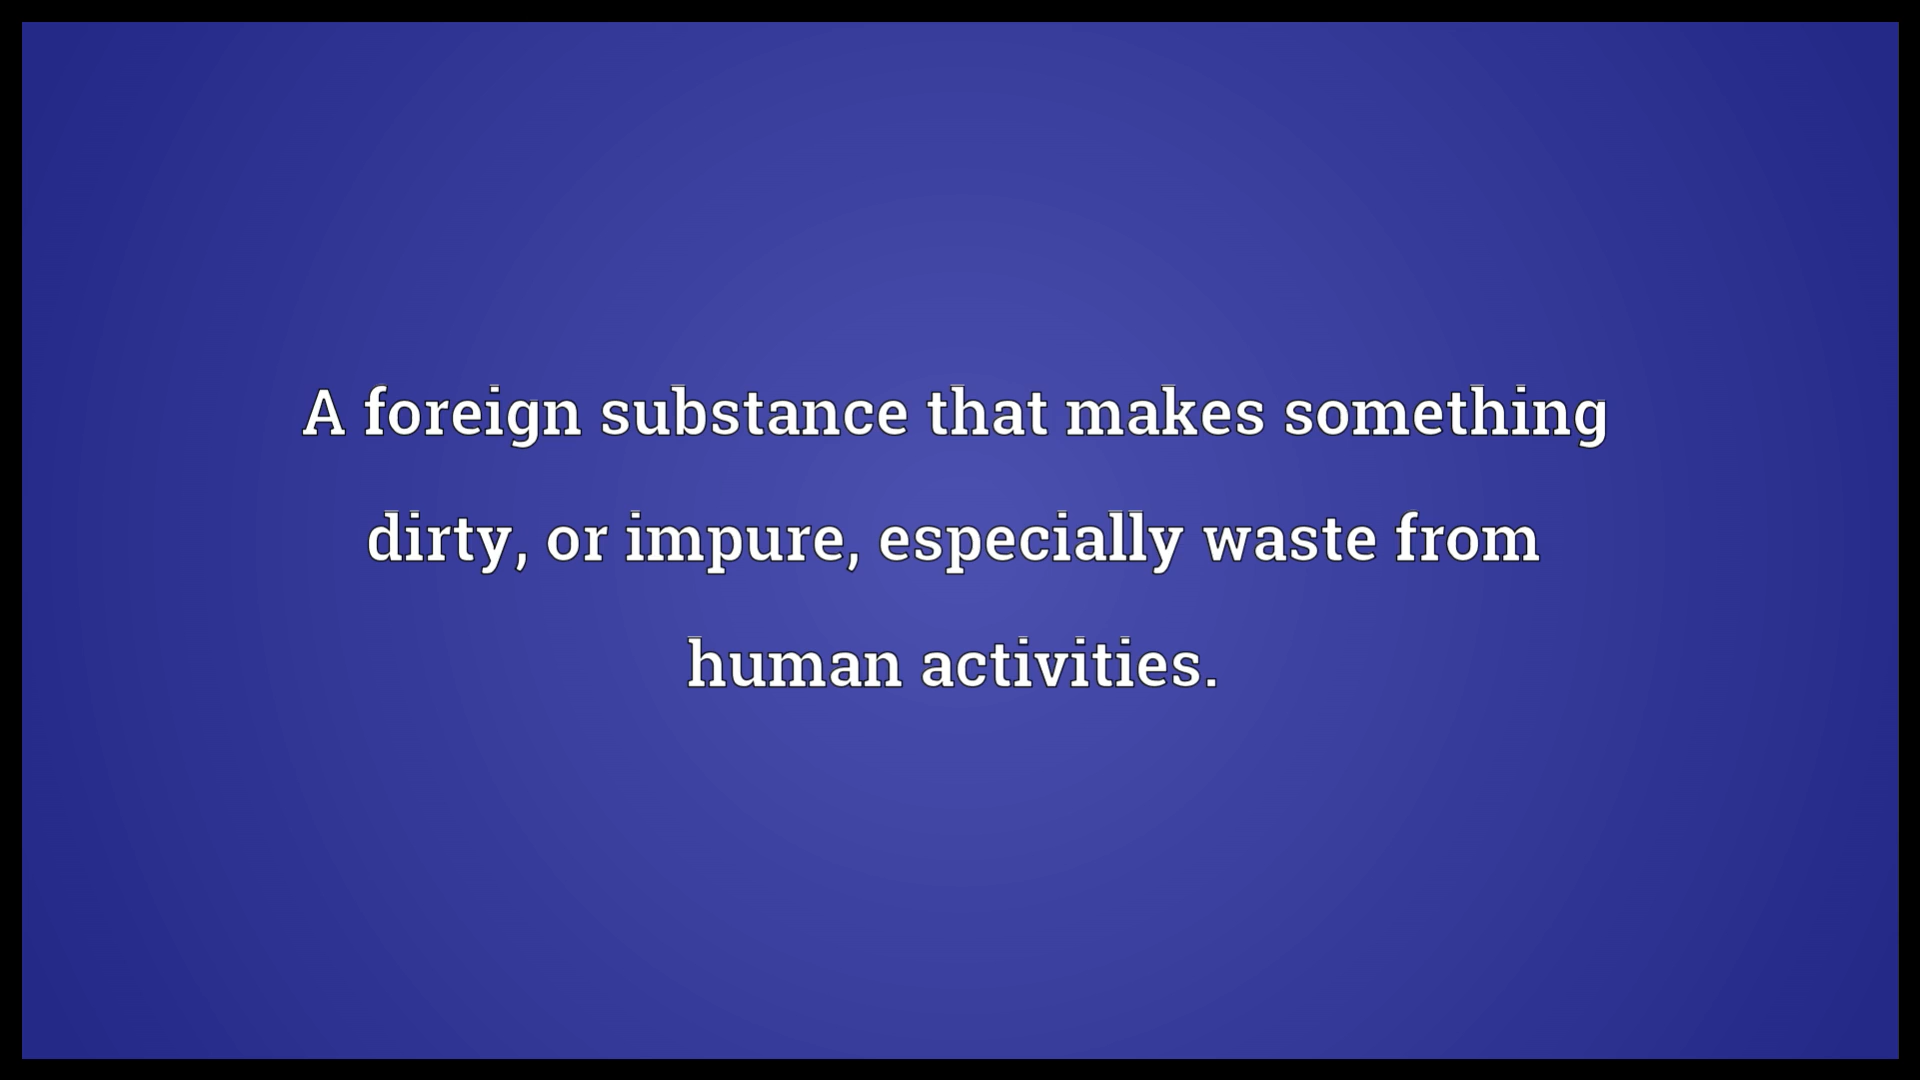 A foreign substance that makes something
dirty, or impure, especially waste from
human activities.